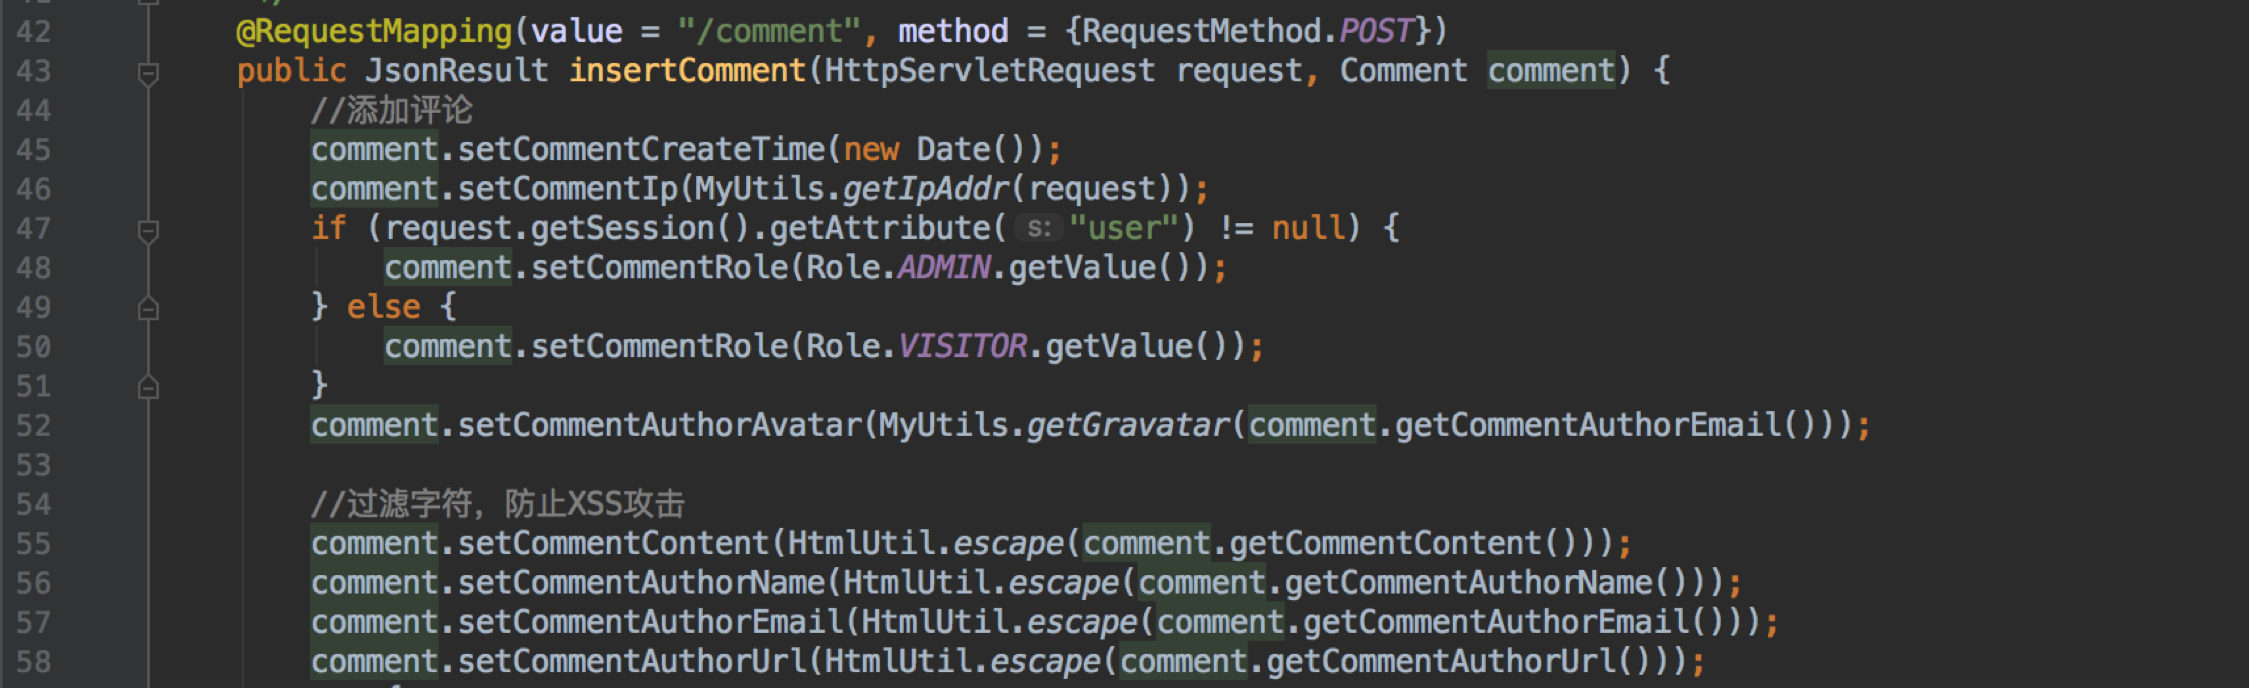 42 @RequestMapping(value = "/comment", method = {RequestMethod.POST})
43 public JsonResult insertComment(HttpServletRequest request, Comment comment) {
44 //添加评论
45 comment.setCommentCreateTime(new Date());
46 comment.setCommentIp(MyUtils.getIpAddr(request));
47 if (request.getSession().getAttribute( s: "user") != null) {
48 comment.setCommentRole(Role.ADMIN.getValue());
49 } else {
50 comment.setCommentRole(Role.VISITOR.getValue());
51 }
52 comment.setCommentAuthorAvatar(MyUtils.getGravatar(comment.getCommentAuthorEmail()));
53
54 //过滤字符，防止XSS攻击
55 comment.setCommentContent(HtmlUtil.escape(comment.getCommentContent()));
56 comment.setCommentAuthorName(HtmlUtil.escape(comment.getCommentAuthorName()));
57 comment.setCommentAuthorEmail(HtmlUtil.escape(comment.getCommentAuthorEmail()));
58 comment.setCommentAuthorUrl(HtmlUtil.escape(comment.getCommentAuthorUrl()));